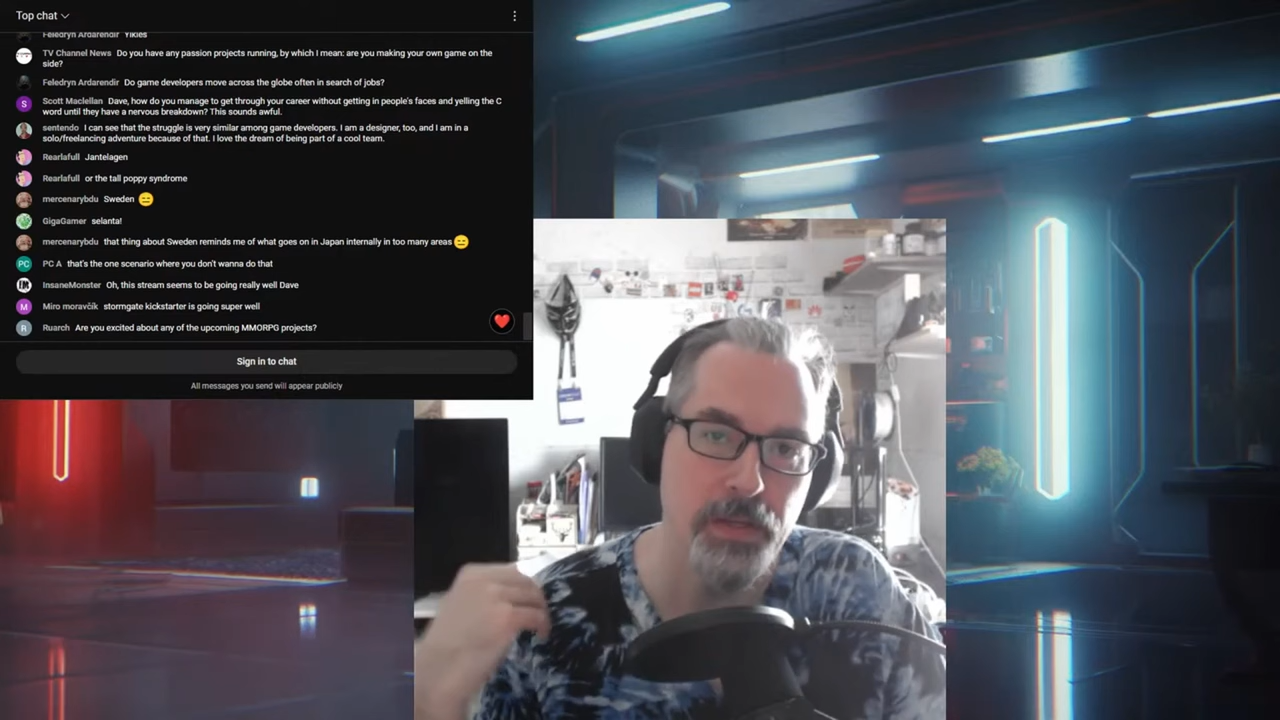 Top chat
Feledryn Ardarendir Yikies
TV Channel News Do you have any passion projects running, by which I mean: are you making your own game on the
side?
Feledryn Ardarendir Do game developers move across the globe often in search of jobs?
S Scott Maclellan Dave, how do you manage to get through your career without getting in people's faces and yelling the C
word until they have a nervous breakdown? This sounds awful.
sentendo I can see that the struggle is very similar among game developers. I am a designer, too, and I am in a
solo/freelancing adventure because of that. I love the dream of being part of a cool team.
Rearlafull Jantelagen
Rearlafull or the tall poppy syndrome
mercenarybdu Sweden 😑
GigaGamer selanta!
mercenarybdu that thing about Sweden reminds me of what goes on in Japan internally in too many areas 😑
PC PC A that's the one scenario where you don't wanna do that
InsaneMonster Oh, this stream seems to be going really well Dave
M Miro moravčík stormgate kickstarter is going super well
R Ruarch Are you excited about any of the upcoming MMORPG projects?
Sign in to chat
All messages you send will appear publicly